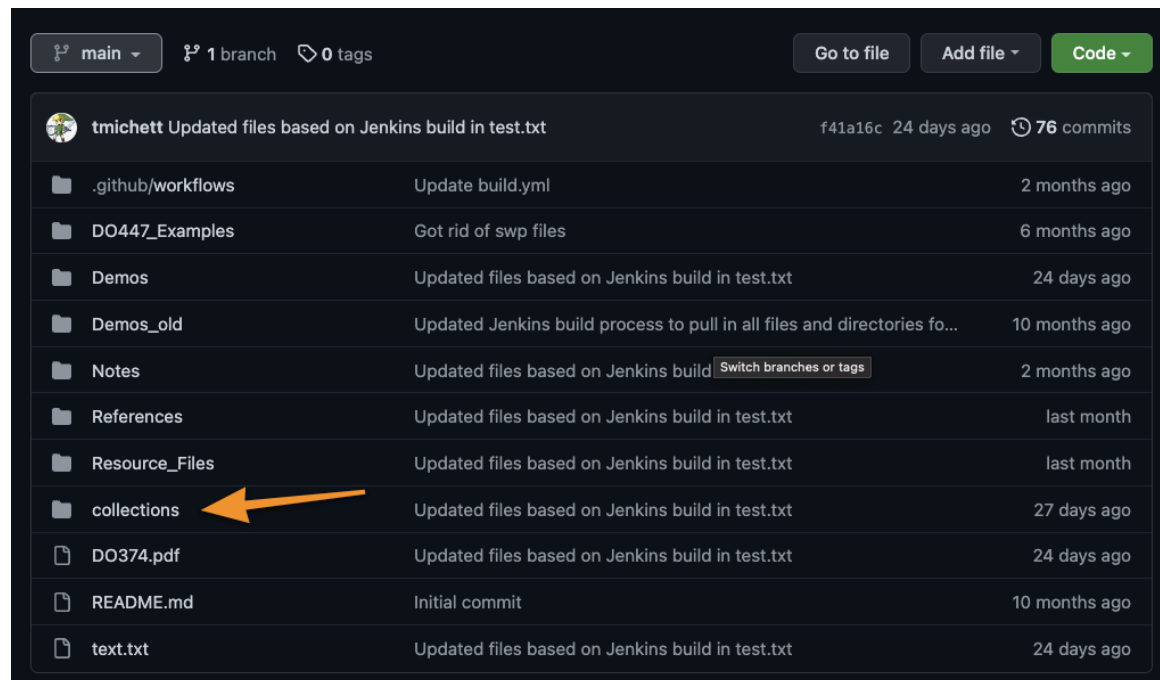 main 1 branch 0 tags Go to file Add file Code
tmichett Updated files based on Jenkins build in test.txt f41a16c 24 days ago 76 commits
.github/workflows Update build.yml 2 months ago
DO447_Examples Got rid of swp files 6 months ago
Demos Updated files based on Jenkins build in test.txt 24 days ago
Demos_old Updated Jenkins build process to pull in all files and directories fo... 10 months ago
Notes Updated files based on Jenkins build Switch branches or tags 2 months ago
References Updated files based on Jenkins build in test.txt last month
Resource_Files Updated files based on Jenkins build in test.txt last month
collections Updated files based on Jenkins build in test.txt 27 days ago
DO374.pdf Updated files based on Jenkins build in test.txt 24 days ago
README.md Initial commit 10 months ago
text.txt Updated files based on Jenkins build in test.txt 24 days ago